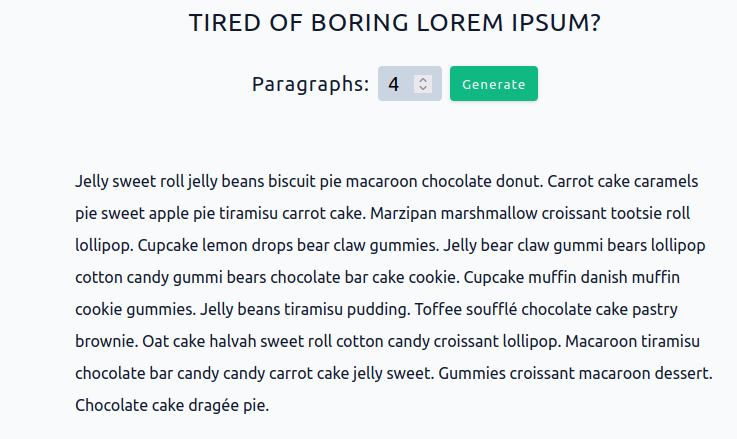 TIRED OF BORING LOREM IPSUM?
Paragraphs: 4 Generate
Jelly sweet roll jelly beans biscuit pie macaroon chocolate donut. Carrot cake caramels
pie sweet apple pie tiramisu carrot cake. Marzipan marshmallow croissant tootsie roll
lollipop. Cupcake lemon drops bear claw gummies. Jelly bear claw gummi bears lollipop
cotton candy gummi bears chocolate bar cake cookie. Cupcake muffin danish muffin
cookie gummies. Jelly beans tiramisu pudding. Toffee soufflé chocolate cake pastry
brownie. Oat cake halvah sweet roll cotton candy croissant lollipop. Macaroon tiramisu
chocolate bar candy candy carrot cake jelly sweet. Gummies croissant macaroon dessert.
Chocolate cake dragée pie.